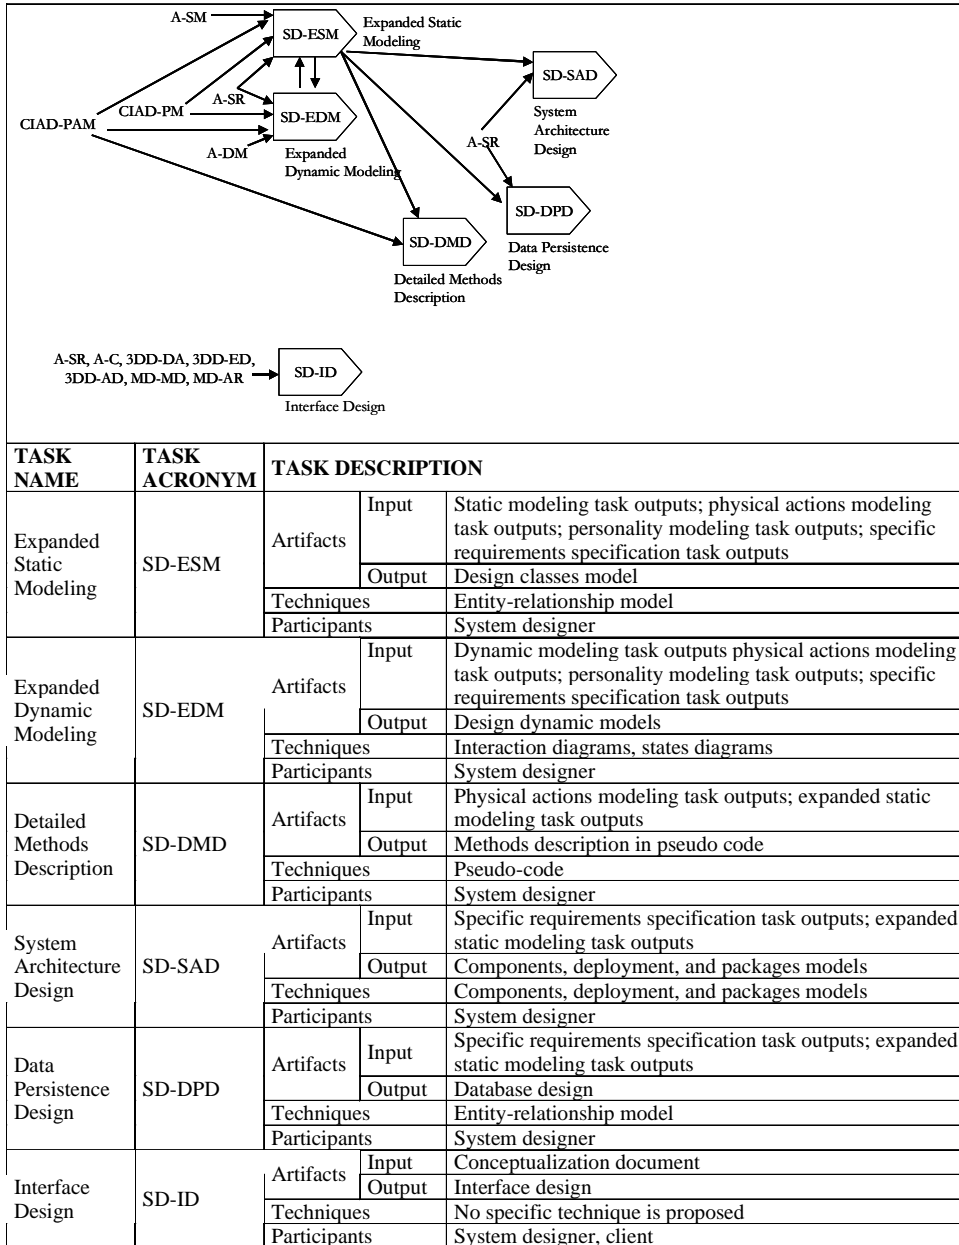 A-SM
SD-ESM
Expanded Static
Modeling
SD-SAD
System
Architecture
Design
A-SR
CIAD-PM
CIAD-PAM
SD-EDM
A-DM
Expanded
Dynamic Modeling
A-SR
SD-DPD
Data Persistence
Design
SD-DMD
Detailed Methods
Description
A-SR, A-C, 3DD-DA, 3DD-ED,
3DD-AD, MD-MD, MD-AR
SD-ID
Interface Design
TASK NAME
TASK ACRONYM
TASK DESCRIPTION
Expanded
Static
Modeling
SD-ESM
Artifacts
Input
Static modeling task outputs; physical actions modeling
task outputs; personality modeling task outputs; specific
requirements specification task outputs
Output
Design classes model
Techniques
Entity-relationship model
Participants
System designer
Expanded
Dynamic
Modeling
SD-EDM
Artifacts
Input
Dynamic modeling task outputs physical actions modeling
task outputs; personality modeling task outputs; specific
requirements specification task outputs
Output
Design dynamic models
Techniques
Interaction diagrams, states diagrams
Participants
System designer
Detailed
Methods
Description
SD-DMD
Artifacts
Input
Physical actions modeling task outputs; expanded static
modeling task outputs
Output
Methods description in pseudo code
Techniques
Pseudo-code
Participants
System designer
System
Architecture
Design
SD-SAD
Artifacts
Input
Specific requirements specification task outputs; expanded
static modeling task outputs
Output
Components, deployment, and packages models
Techniques
Components, deployment, and packages models
Participants
System designer
Data
Persistence
Design
SD-DPD
Artifacts
Input
Specific requirements specification task outputs; expanded
static modeling task outputs
Output
Database design
Techniques
Entity-relationship model
Participants
System designer
Interface
Design
SD-ID
Artifacts
Input
Conceptualization document
Output
Interface design
Techniques
No specific technique is proposed
Participants
System designer, client